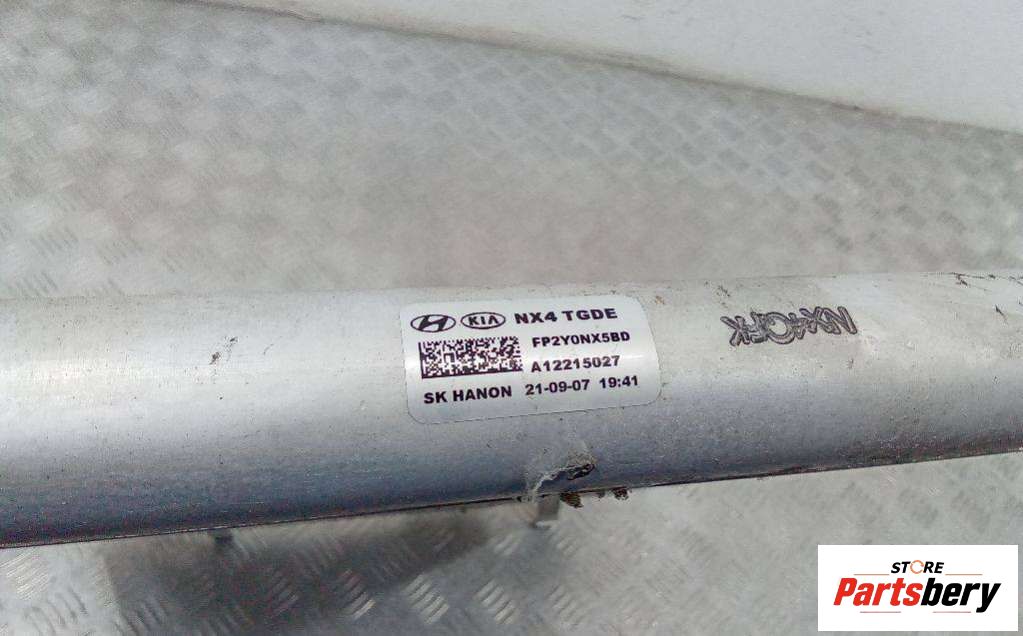 KIA NX4 TGDE
FP2Y0NX5BD
A12215027
SK HANON 21-09-07 19:41
STORE
Partsbery